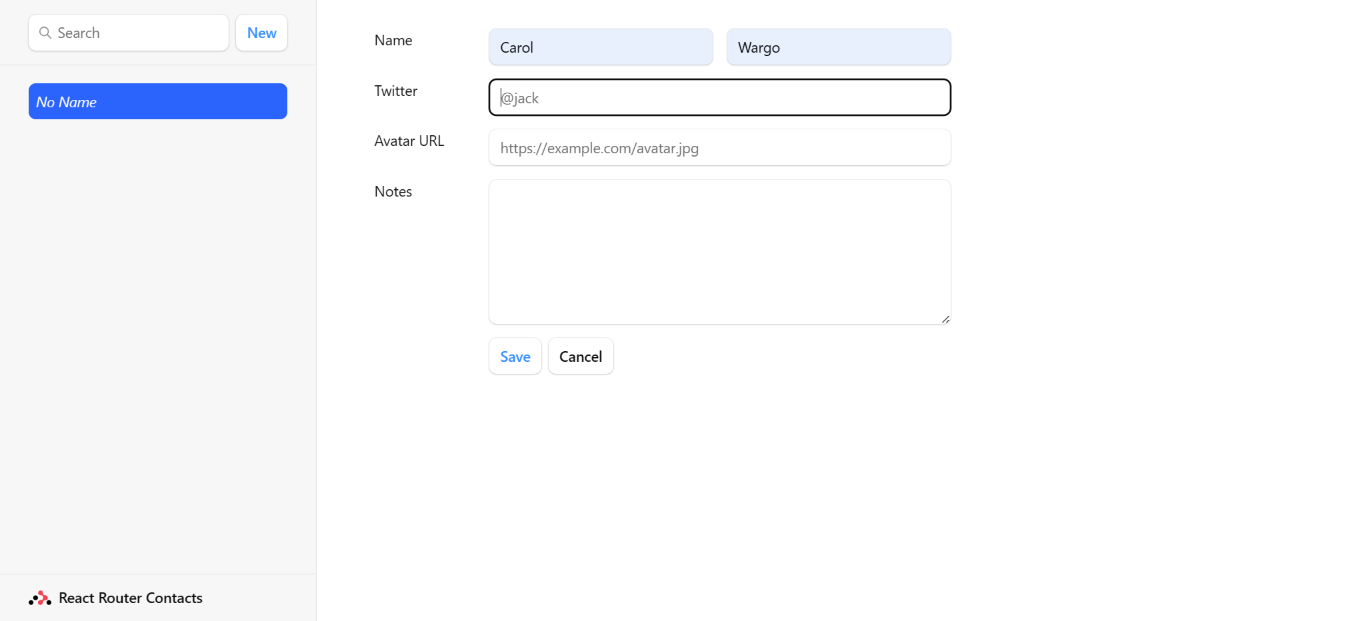 Search
New
No Name
React Router Contacts
Name
Carol
Wargo
Twitter
@jack
Avatar URL
https://example.com/avatar.jpg
Notes
Save
Cancel